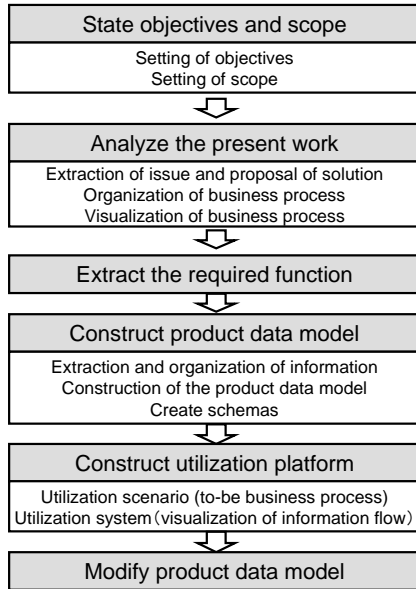 State objectives and scope
Setting of objectives
Setting of scope
Analyze the present work
Extraction of issue and proposal of solution
Organization of business process
Visualization of business process
Extract the required function
Construct product data model
Extraction and organization of information
Construction of the product data model
Create schemas
Construct utilization platform
Utilization scenario (to-be business process)
Utilization system（visualization of information flow）
Modify product data model